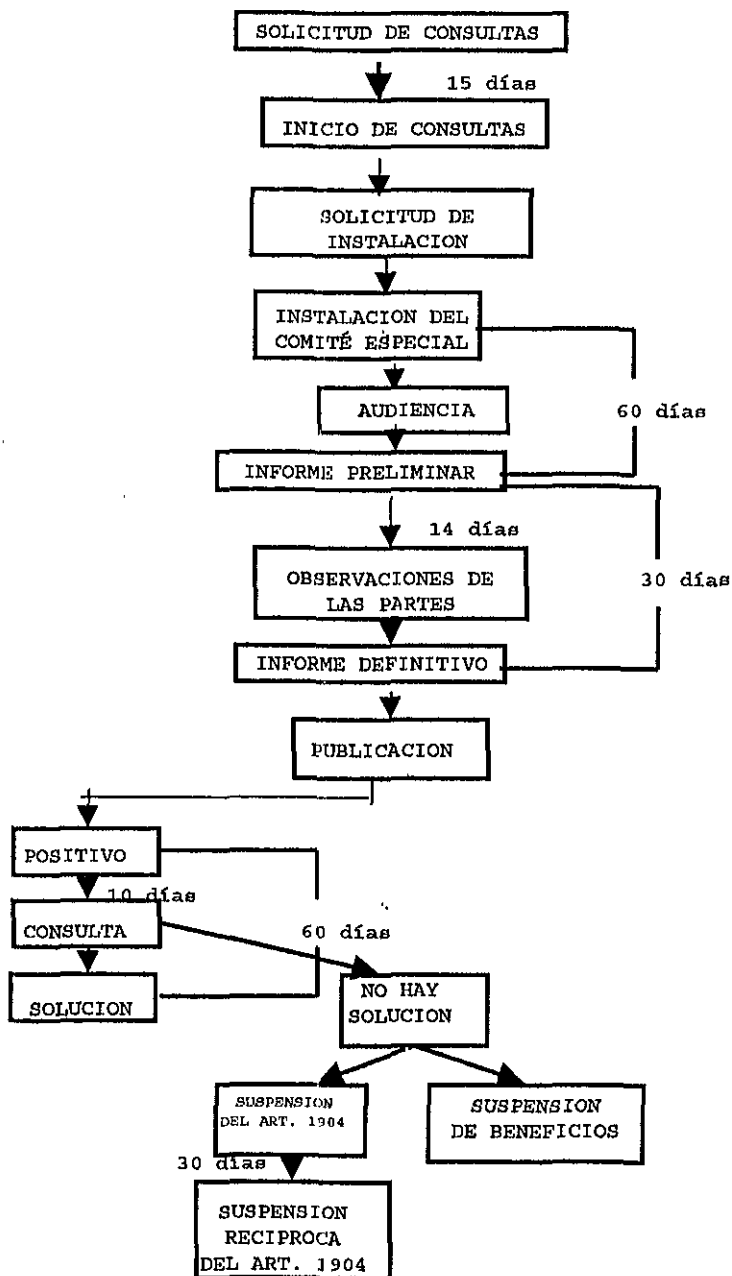 SOLICITUD DE CONSULTAS
15 días
INICIO DE CONSULTAS
SOLICITUD DE
INSTALACION
INSTALACION DEL
COMITÉ ESPECIAL
AUDIENCIA
60 días
INFORME PRELIMINAR
14 días
OBSERVACIONES DE
LAS PARTES
30 días
INFORME DEFINITIVO
PUBLICACION
POSITIVO
10 días
CONSULTA
60 días
SOLUCION
NO HAY
SOLUCION
SUSPENSION
DEL ART. 1904
SUSPENSION
DE BENEFICIOS
30 días
SUSPENSION
RECIPROCA
DEL ART. 1904